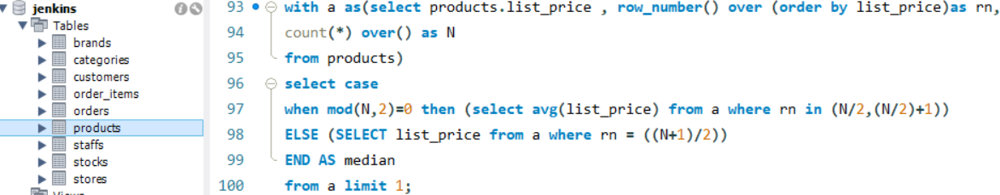 jenkins
Tables
brands
categories
customers
order_items
orders
products
staffs
stocks
stores
93 with a as(select products.list_price , row_number() over (order by list_price)as rn,
94 count(*) over() as N
95 from products)
96 select case
97 when mod(N,2)=0 then (select avg(list_price) from a where rn in (N/2,(N/2)+1))
98 ELSE (SELECT list_price from a where rn = ((N+1)/2))
99 END AS median
100 from a limit 1;